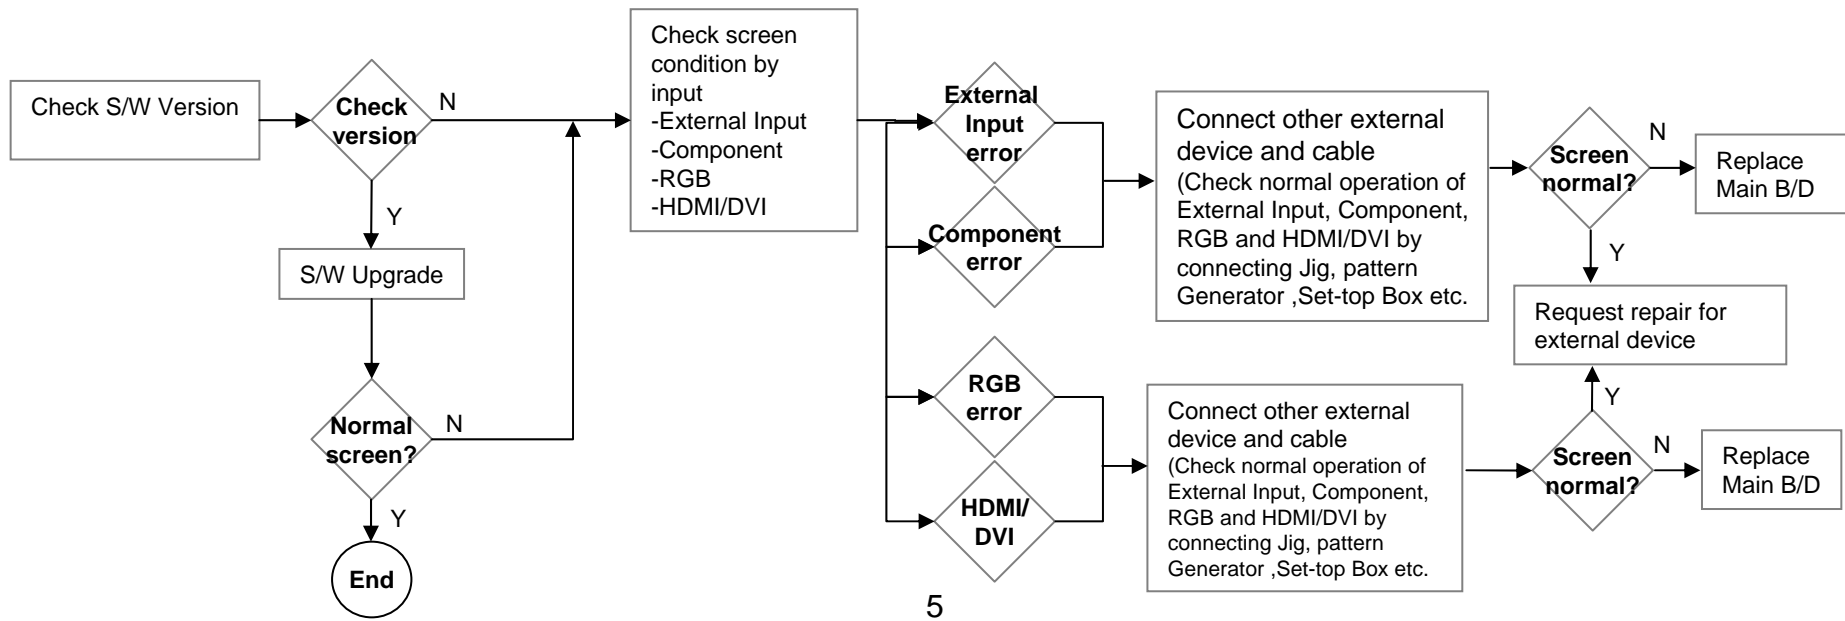 Check S/W Version
Check
version
N
Y
S/W Upgrade
Normal
screen?
N
Y
End
Check screen
condition by
input
-External Input
-Component
-RGB
-HDMI/DVI
External
Input
error
Component
error
RGB
error
HDMI/
DVI
Connect other external
device and cable
(Check normal operation of
External Input, Component,
RGB and HDMI/DVI by
connecting Jig, pattern
Generator ,Set-top Box etc.
Connect other external
device and cable
(Check normal operation of
External Input, Component,
RGB and HDMI/DVI by
connecting Jig, pattern
Generator ,Set-top Box etc.
Screen
normal?
N
Replace
Main B/D
Y
Request repair for
external device
Y
Screen
normal?
N
Replace
Main B/D
5